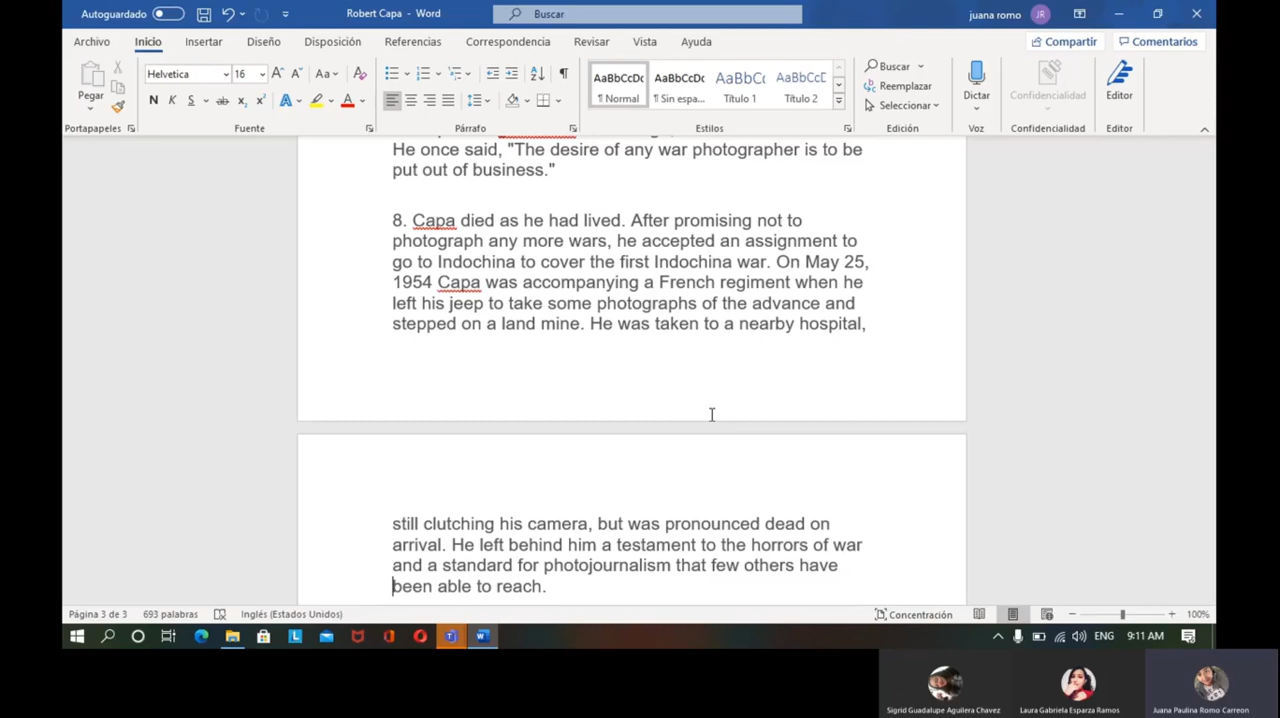 Autoguardado
Robert Capa - Word
Buscar
juana romo
JR
Archivo Inicio Insertar Diseño Disposición Referencias Correspondencia Revisar Vista Ayuda
Compartir
Comentarios
Pegar
Helvetica 16
Aa
N K S ab x₂ x²
A A
AaBbCcDc AaBbCcDc AaBbCc AaBbCcE
¶ Normal ¶ Sin espa... Título 1 Título 2
Buscar
Reemplazar
Seleccionar
Dictar
Confidencialidad
Editor
Portapapeles Fuente Párrafo Estilos Edición Voz Confidencialidad Editor
He once said, "The desire of any war photographer is to be
put out of business."
8. Capa died as he had lived. After promising not to
photograph any more wars, he accepted an assignment to
go to Indochina to cover the first Indochina war. On May 25,
1954 Capa was accompanying a French regiment when he
left his jeep to take some photographs of the advance and
stepped on a land mine. He was taken to a nearby hospital,
still clutching his camera, but was pronounced dead on
arrival. He left behind him a testament to the horrors of war
and a standard for photojournalism that few others have
been able to reach.
Página 3 de 3 693 palabras Inglés (Estados Unidos)
Concentración
100%
ENG 9:11 AM
Sigrid Guadalupe Aguilera Chavez
Laura Gabriela Esparza Ramos
Juana Paulina Romo Carreon